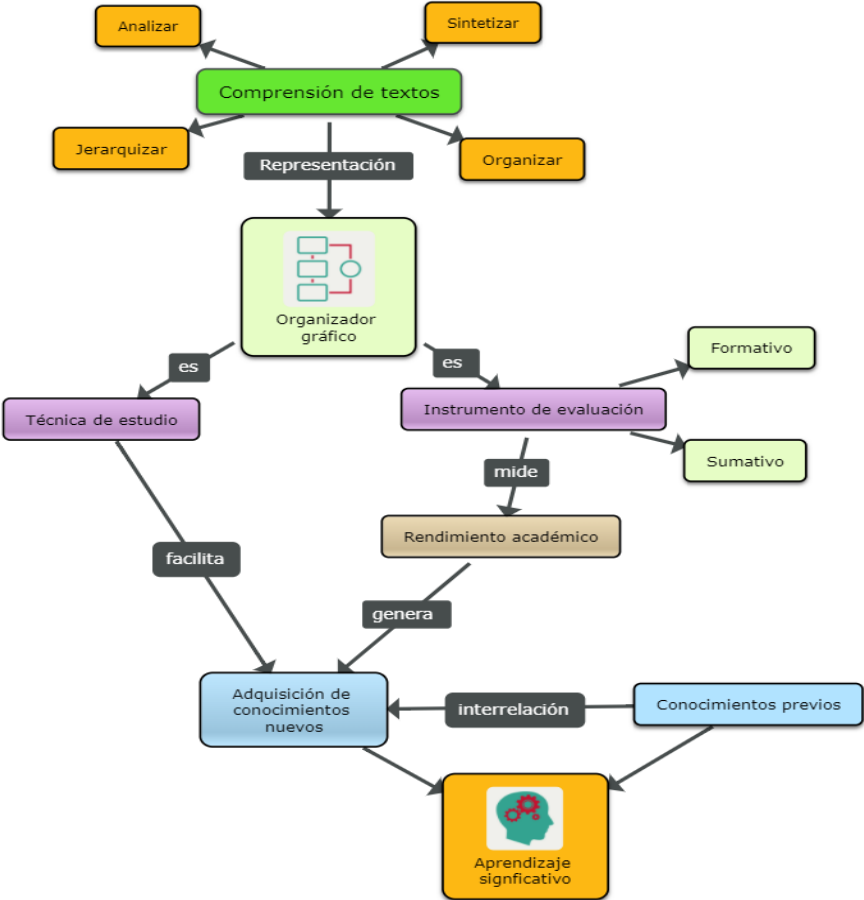 Analizar
Sintetizar
Comprensión de textos
Jerarquizar
Organizar
Representación
Organizador
gráfico
es
es
Formativo
Técnica de estudio
Instrumento de evaluación
Sumativo
mide
Rendimiento académico
facilita
genera
Adquisición de
conocimientos
nuevos
interrelación
Conocimientos previos
Aprendizaje
signficativo